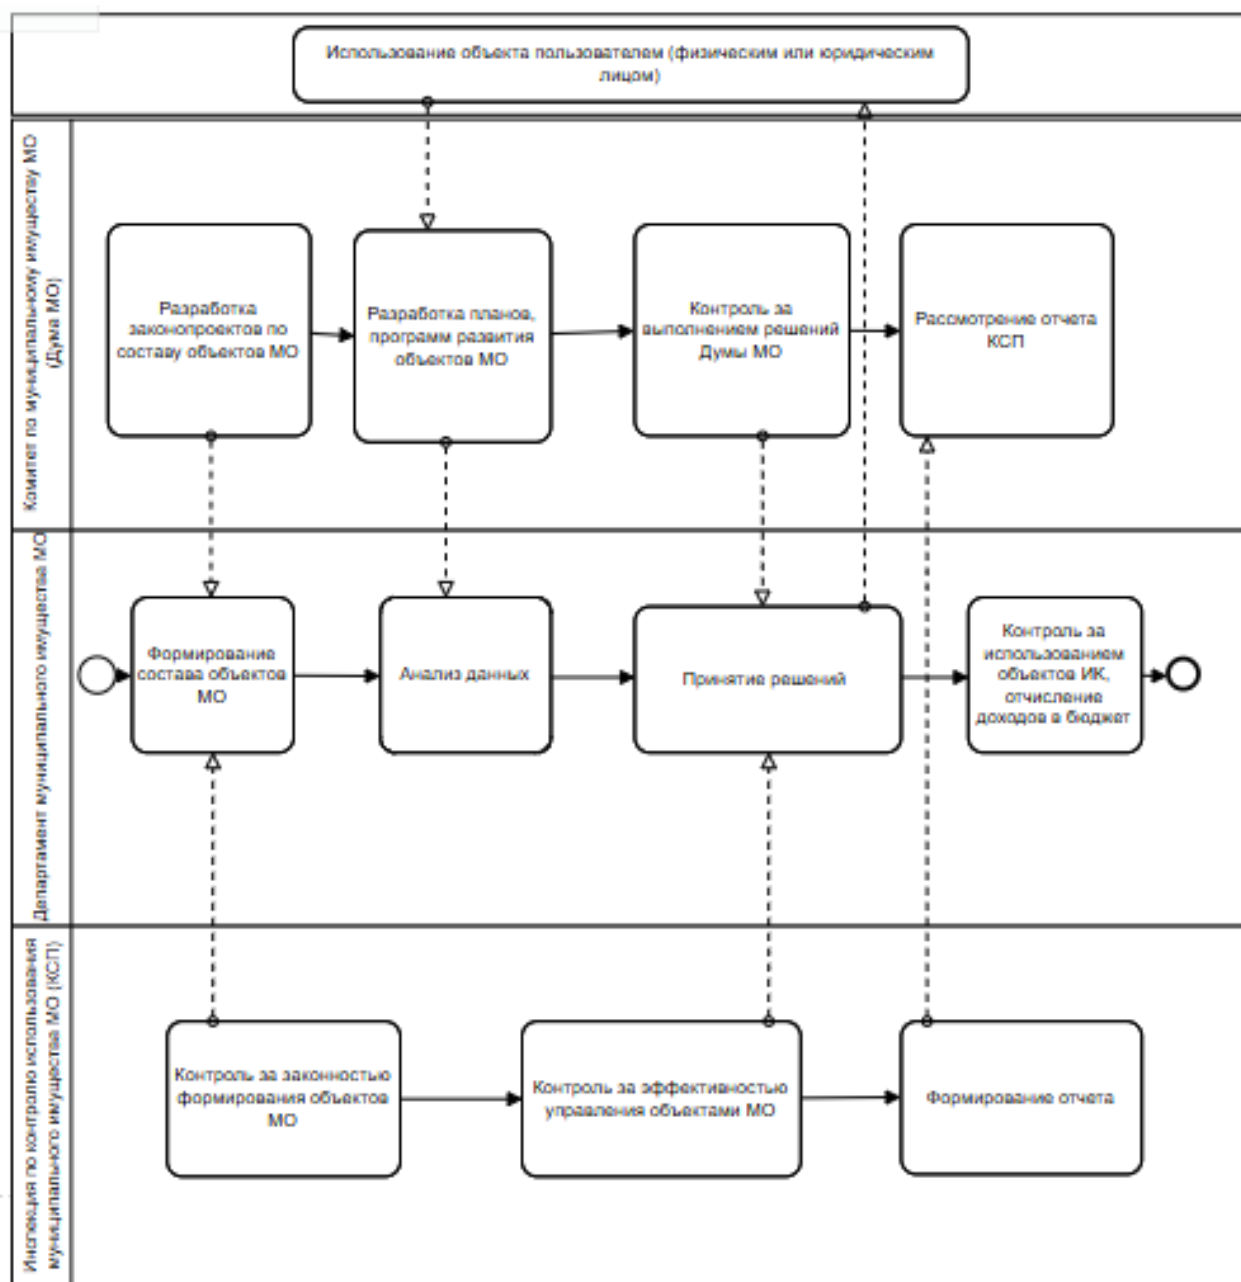 Использование объекта пользователем (физическим или юридическим
лицом)
Комитет по муниципальному имуществу МО
(Дума МО)
Разработка
законопроектов по
составу объектов МО
Разработка планов,
программ развития
объектов МО
Контроль за
выполнением решений
Думы МО
Рассмотрение отчета
КСП
Департамент муниципального имущества МО
Формирование
состава объектов
МО
Анализ данных
Принятие решений
Контроль за
использованием
объектов ИК,
отчисление
доходов в бюджет
Инспекция по контролю использования
муниципального имущества МО (КСП)
Контроль за законностью
формирования объектов
МО
Контроль за эффективностью
управления объектами МО
Формирование отчета